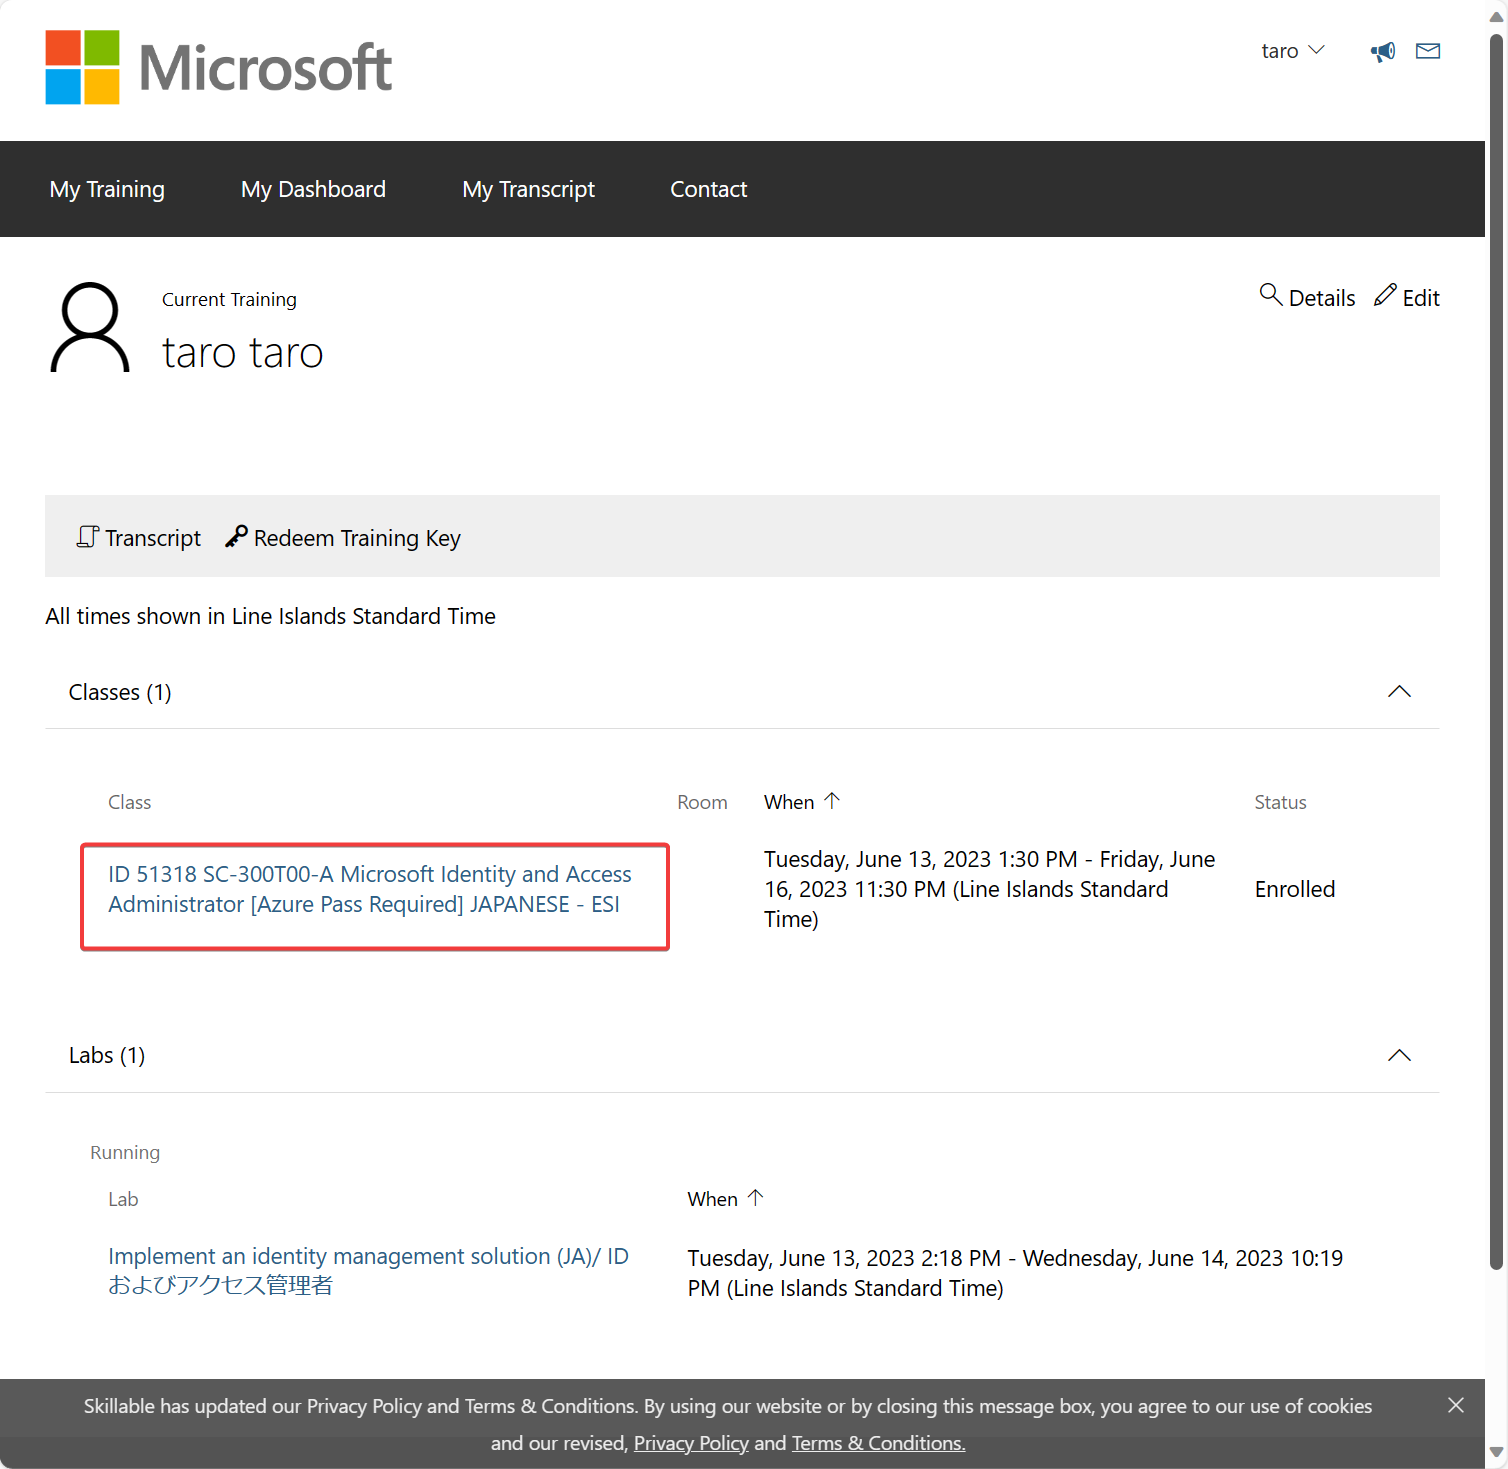 Microsoft
taro
My Training
My Dashboard
My Transcript
Contact
Current Training
taro taro
Details
Edit
Transcript
Redeem Training Key
All times shown in Line Islands Standard Time
Classes (1)
Class
Room
When
Status
ID 51318 SC-300T00-A Microsoft Identity and Access
Administrator [Azure Pass Required] JAPANESE - ESI
Tuesday, June 13, 2023 1:30 PM - Friday, June
16, 2023 11:30 PM (Line Islands Standard
Time)
Enrolled
Labs (1)
Running
Lab
When
Implement an identity management solution (JA)/ ID
およびアクセス管理者
Tuesday, June 13, 2023 2:18 PM - Wednesday, June 14, 2023 10:19
PM (Line Islands Standard Time)
Skillable has updated our Privacy Policy and Terms & Conditions. By using our website or by closing this message box, you agree to our use of cookies
and our revised, Privacy Policy and Terms & Conditions.